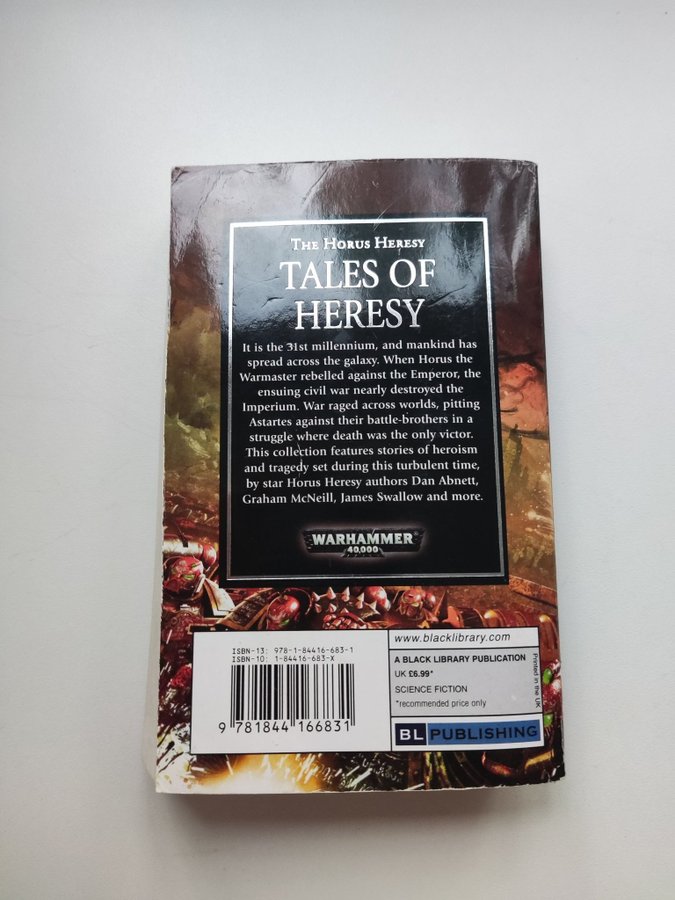 THE HORUS HERESY
TALES OF
HERESY
It is the 31st millennium, and mankind has
spread across the galaxy. When Horus the
Warmaster rebelled against the Emperor, the
ensuing civil war nearly destroyed the
Imperium. War raged across worlds, pitting
Astartes against their battle-brothers in a
struggle where death was the only victor.
This collection features stories of heroism
and tragedy set during this turbulent time,
by star Horus Heresy authors Dan Abnett,
Graham McNeill, James Swallow and more.
WARHAMMER
40,000
ISBN-13: 978-1-84416-683-1
ISBN-10: 1-84416-683-X
9 781844 166831
www.blacklibrary.com
A BLACK LIBRARY PUBLICATION
UK £6.99*
SCIENCE FICTION
*recommended price only
Printed in the UK
BL PUBLISHING